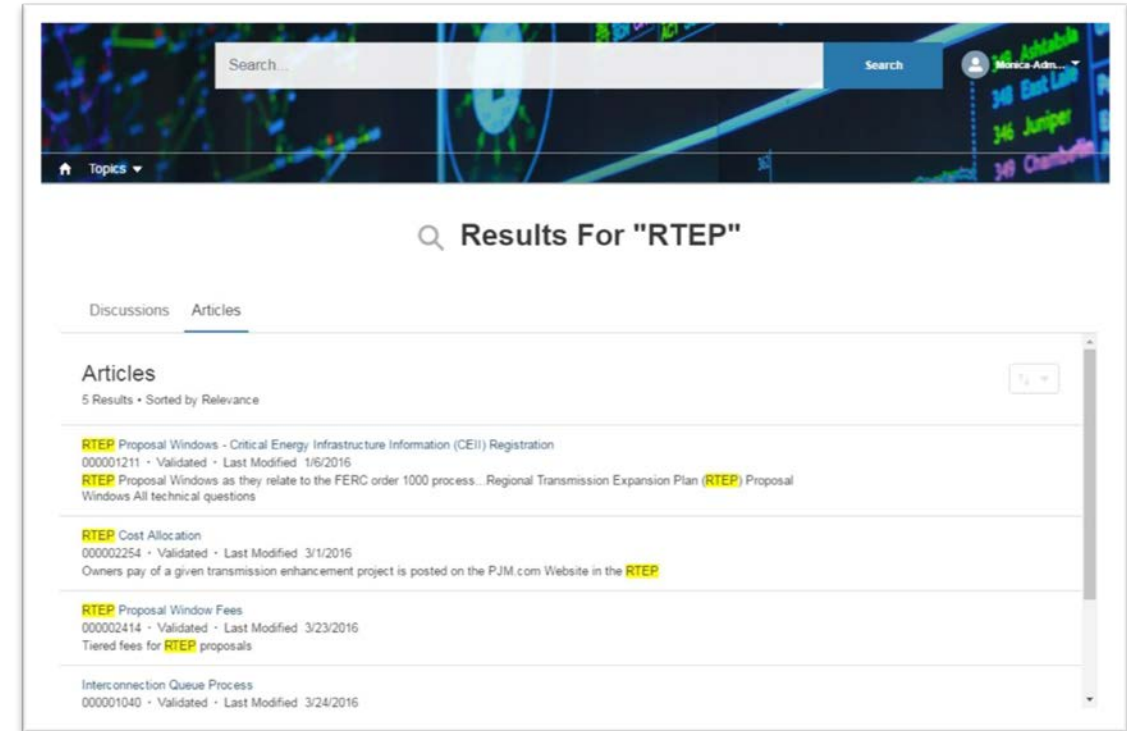 Search...
Search
Monica-Adm...
349 Ashtabula
348 East Lake
346 Juniper
349 Chamberlin
Topics
Results For "RTEP"
Discussions Articles
Articles
5 Results • Sorted by Relevance
RTEP Proposal Windows - Critical Energy Infrastructure Information (CEII) Registration
000001211 · Validated · Last Modified 1/6/2016
RTEP Proposal Windows as they relate to the FERC order 1000 process...Regional Transmission Expansion Plan (RTEP) Proposal
Windows All technical questions
RTEP Cost Allocation
000002254 · Validated · Last Modified 3/1/2016
Owners pay of a given transmission enhancement project is posted on the PJM.com Website in the RTEP
RTEP Proposal Window Fees
000002414 · Validated · Last Modified 3/23/2016
Tiered fees for RTEP proposals
Interconnection Queue Process
000001040 · Validated · Last Modified 3/24/2016